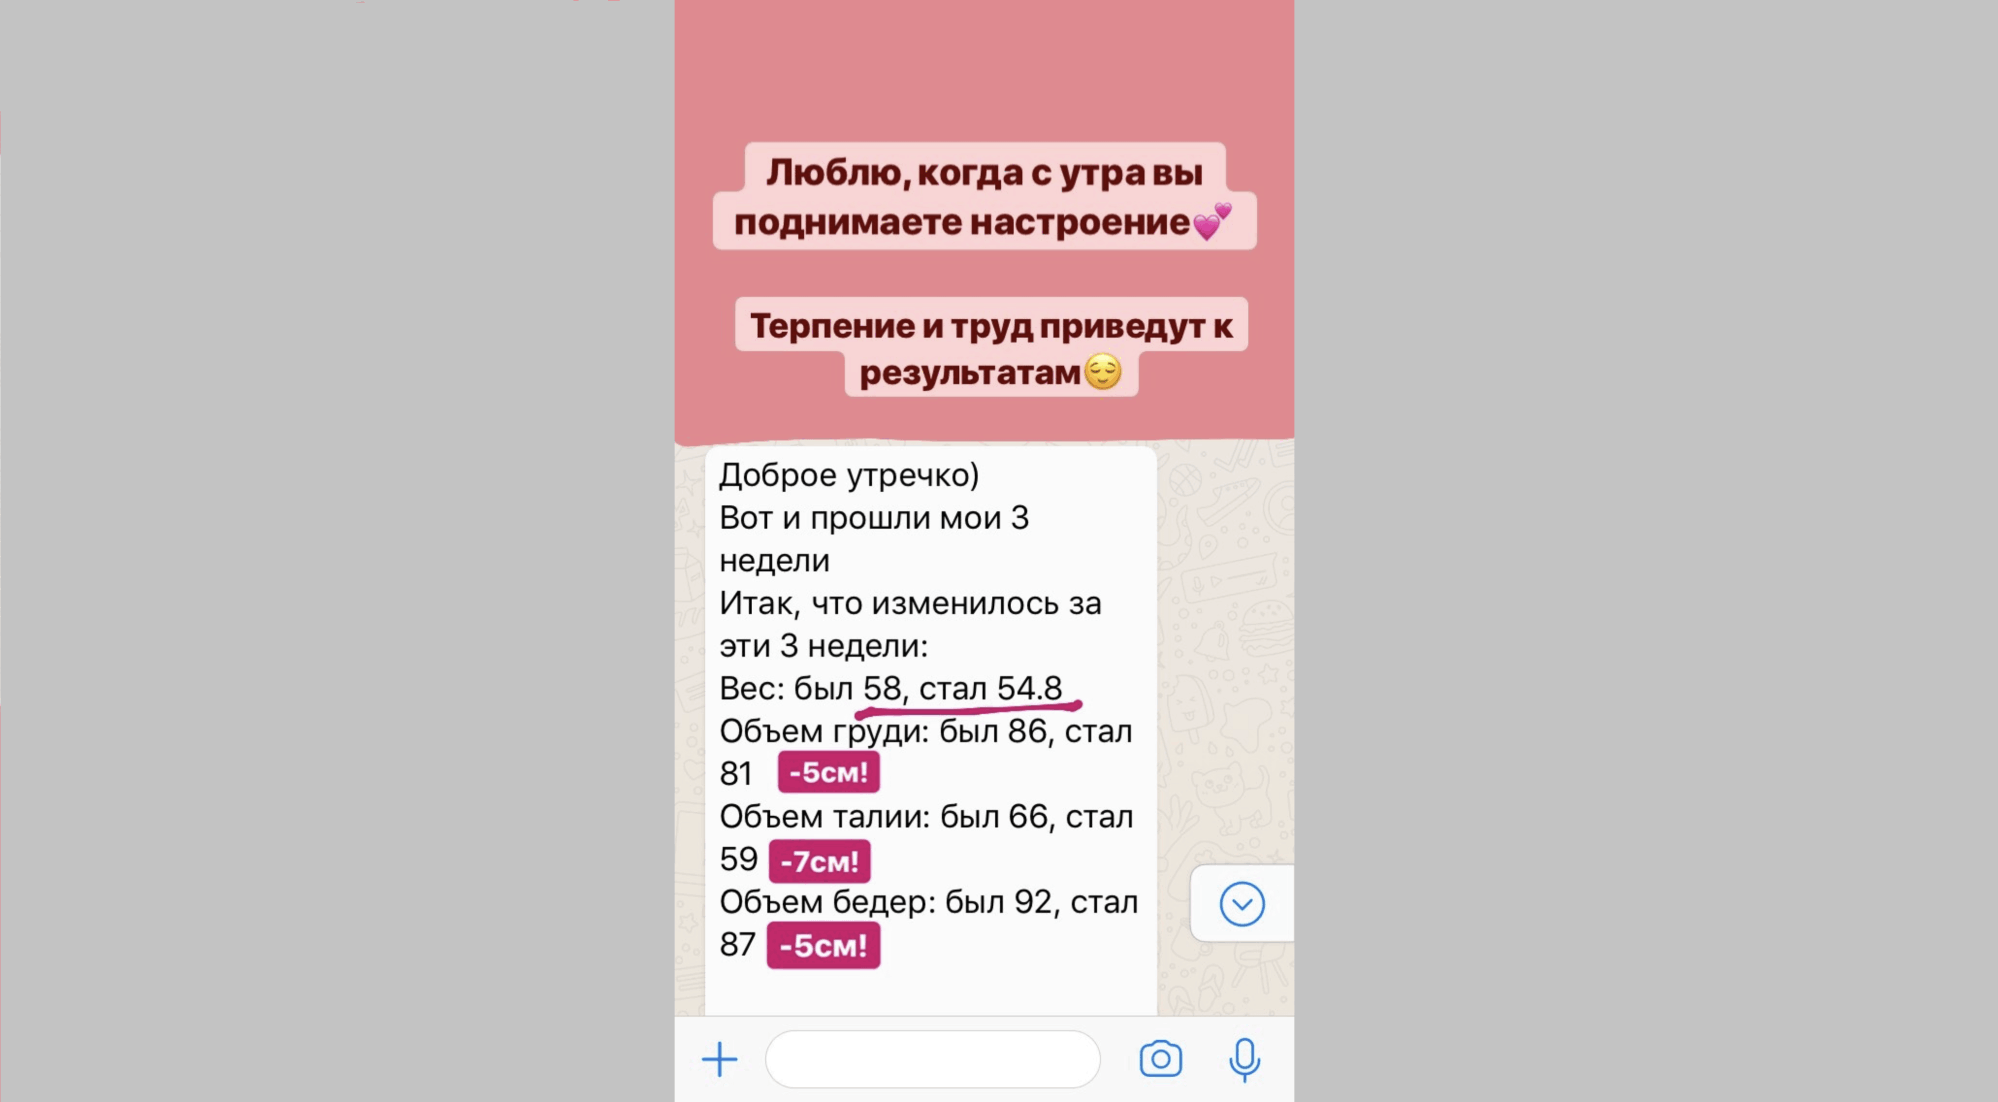 Люблю, когда с утра вы
поднимаете настроение💕
Терпение и труд приведут к
результатам😌
Доброе утречко)
Вот и прошли мои 3
недели
Итак, что изменилось за
эти 3 недели:
Вес: был 58, стал 54.8
Объем груди: был 86, стал
81 -5см!
Объем талии: был 66, стал
59 -7см!
Объем бедер: был 92, стал
87 -5см!